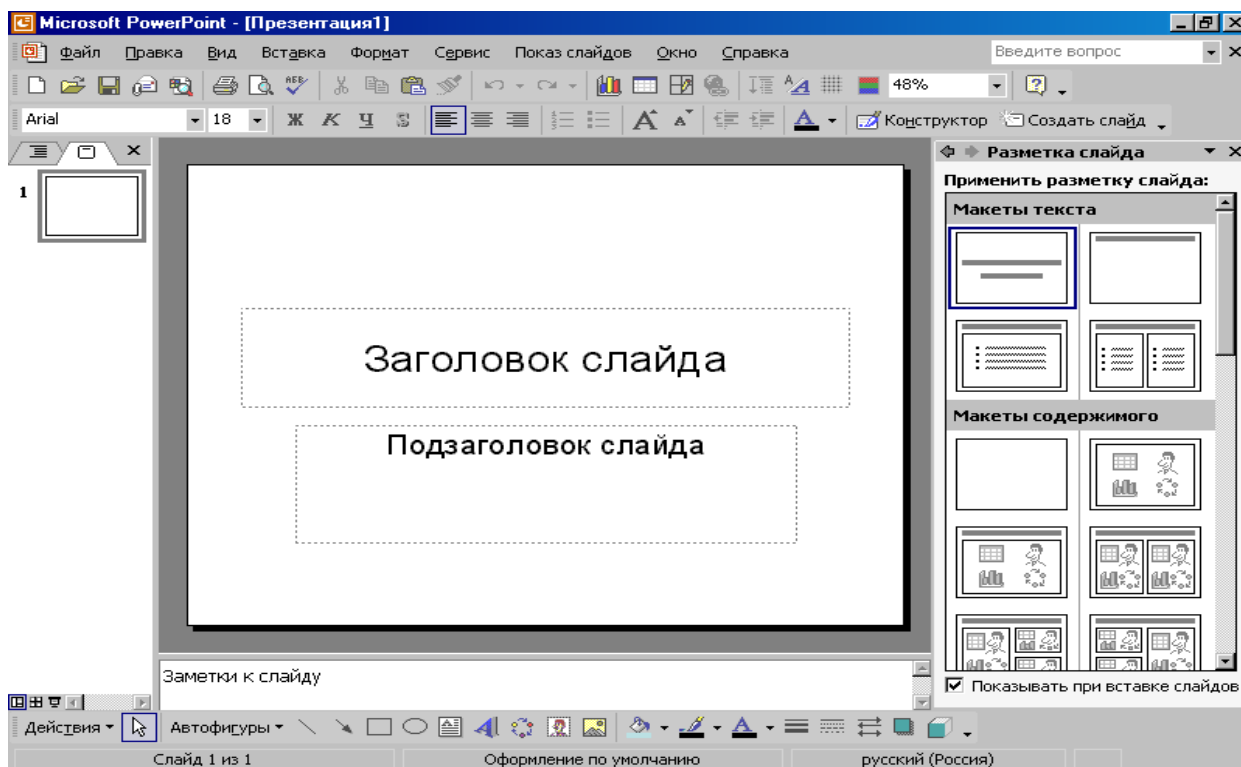 Microsoft PowerPoint - [Презентация1]
Файл Правка Вид Вставка Формат Сервис Показ слайдов Окно Справка Введите вопрос
48%
Arial 18 Ж К Ч S Конструктор Создать слайд
Разметка слайда
Применить разметку слайда:
1
Макеты текста
Заголовок слайда
Подзаголовок слайда
Макеты содержимого
Заметки к слайду
Показывать при вставке слайдов
Действия Автофигуры
Слайд 1 из 1 Оформление по умолчанию русский (Россия)